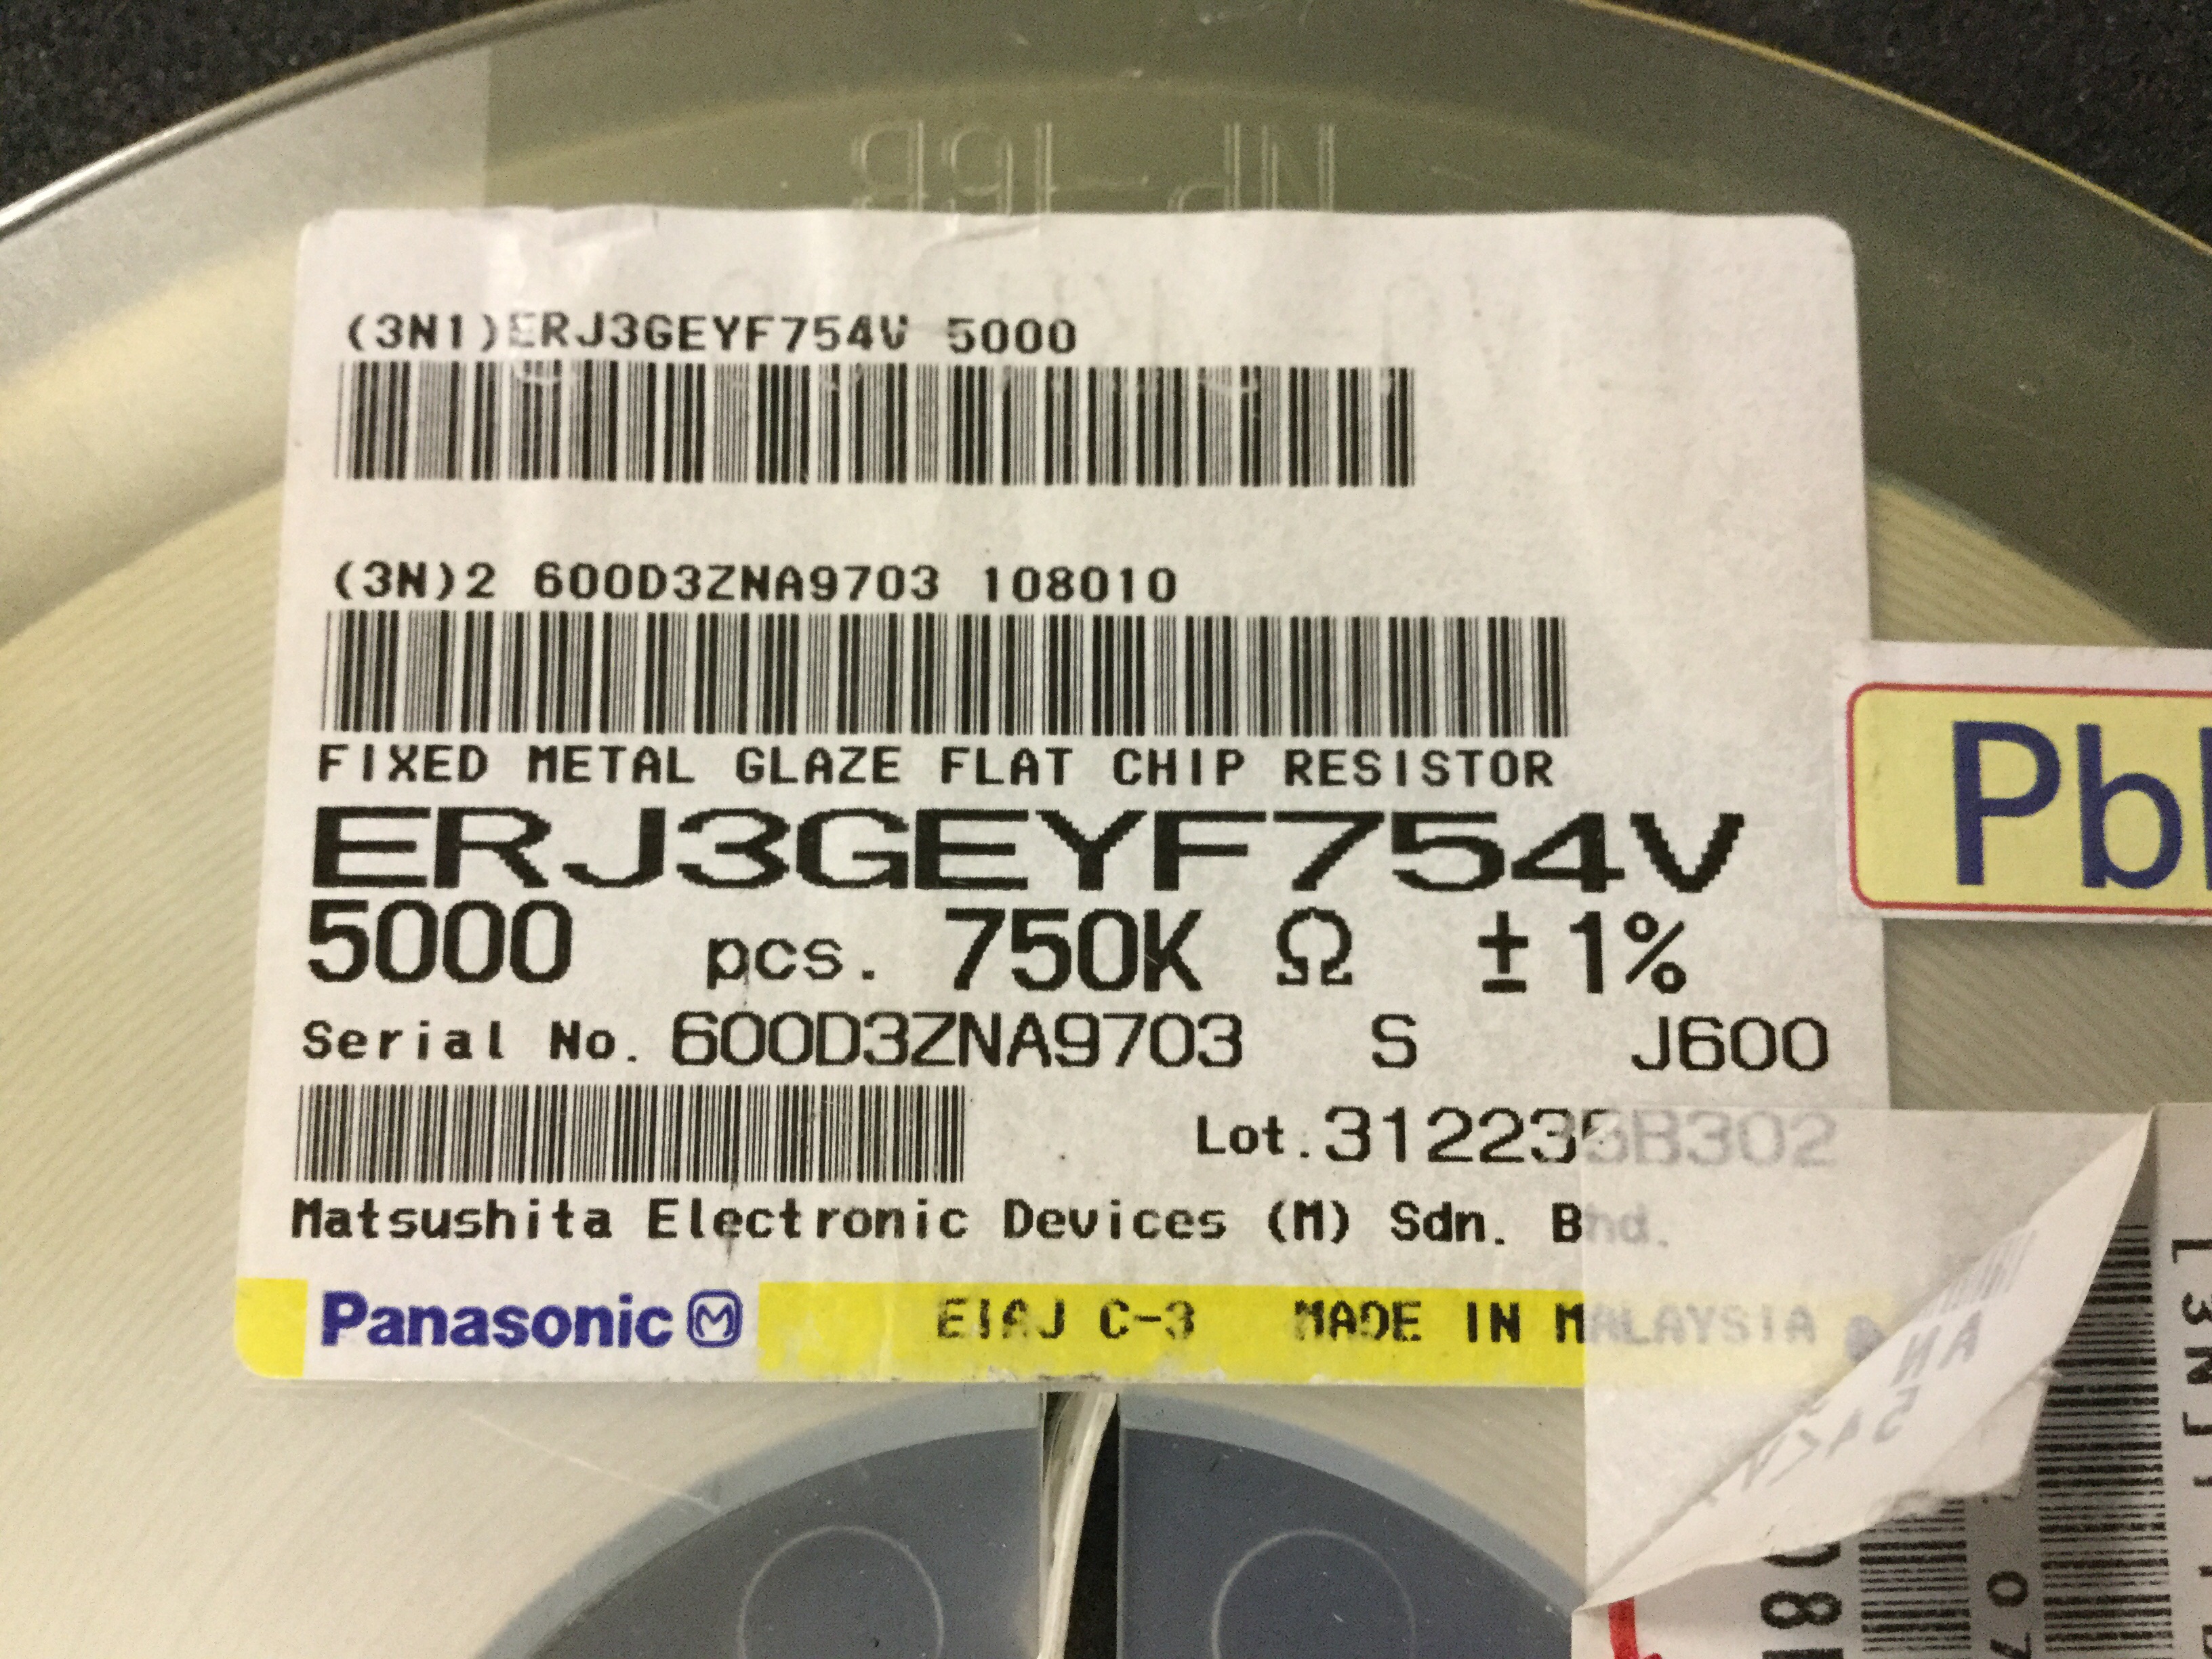 (3N1)ERJ3GEYF754V 5000
(3N)2 600D3ZNA9703 108010
FIXED METAL GLAZE FLAT CHIP RESISTOR
ERJ3GEYF754V
5000 pcs. 750K Ω ± 1%
Serial No. 600D3ZNA9703 S J600
Lot.
Matsushita Electronic Devices (M) Sdn. Bhd.
Panasonic
EIAJ C-3 MADE IN MALAYSIA
Pb